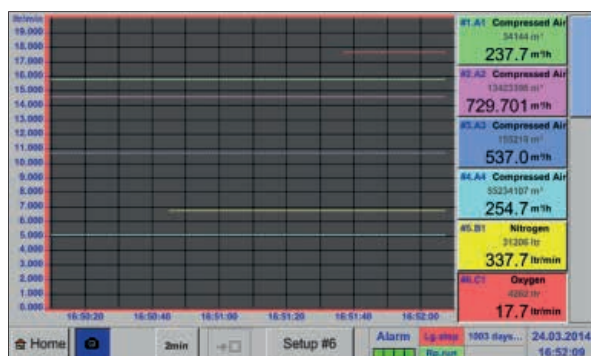 ltr/min
19.000
18.000
17.000
16.000
15.000
14.000
13.000
12.000
11.000
10.000
9.000
8.000
7.000
6.000
5.000
4.000
3.000
2.000
1.000
0.000
16:50:20 16:50:40 16:51:00 16:51:20 16:51:40 16:52:00
#1.A1 Compressed Air
34144 m³
237.7 m³/h
#2.A2 Compressed Air
13423398 m³
729.701 m³/h
#3.A3 Compressed Air
m³
537.0 m³/h
#4.A4 Compressed Air
55234107 m³
254.7 m³/h
#5.B1 Nitrogen
31206 ltr
337.7 ltr/min
#6.C1 Oxygen
4262 ltr
17.7 ltr/min
Home
2min
Setup #6
Alarm
Lg.stop
1003 days...
24.03.2014
16:52:09